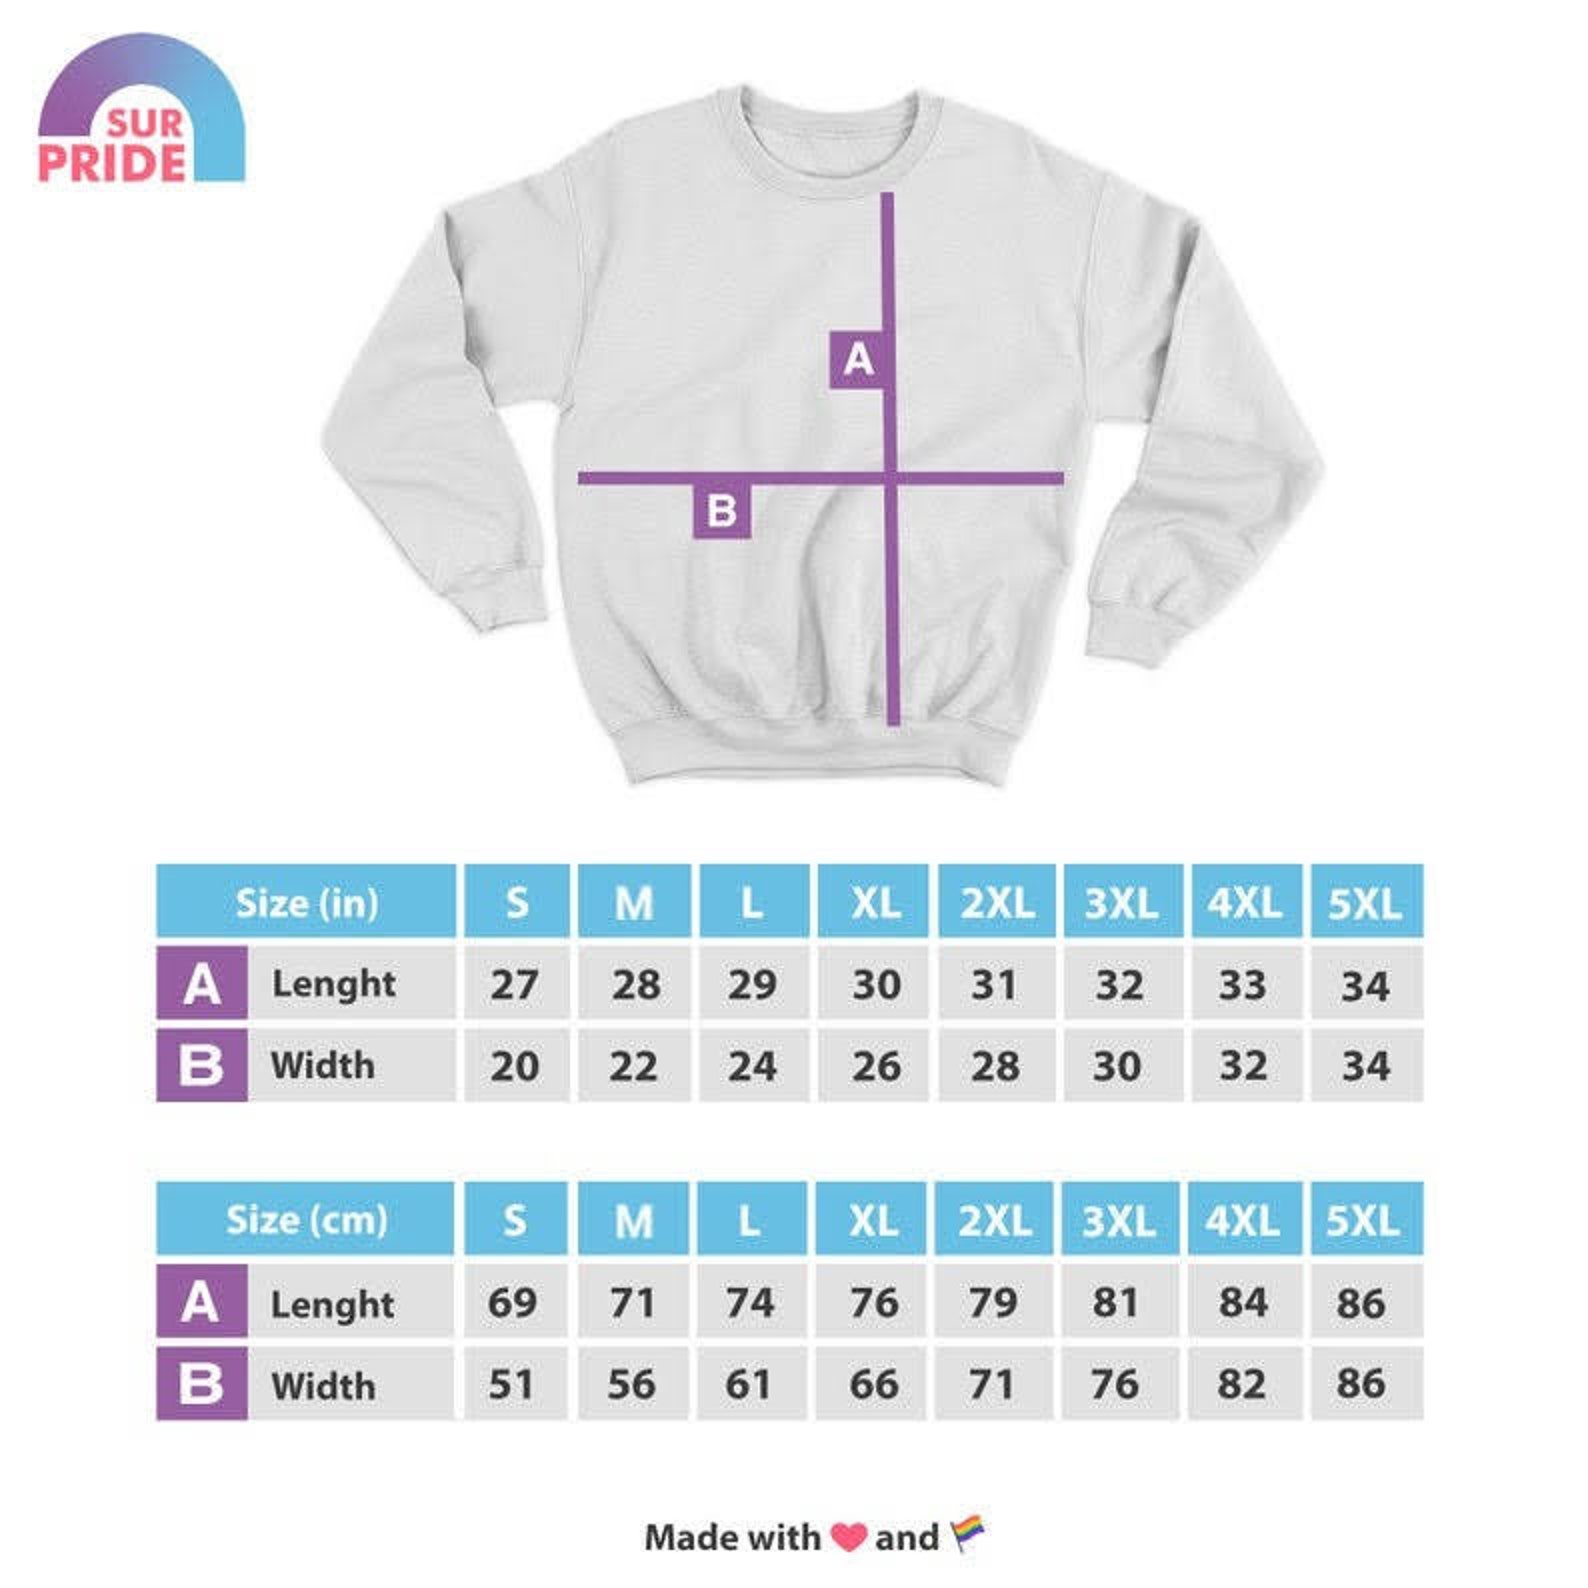 SUR
PRIDE
A
B
Size (in) S M L XL 2XL 3XL 4XL 5XL
A Lenght 27 28 29 30 31 32 33 34
B Width 20 22 24 26 28 30 32 34
Size (cm) S M L XL 2XL 3XL 4XL 5XL
A Lenght 69 71 74 76 79 81 84 86
B Width 51 56 61 66 71 76 82 86
Made with ❤️ and 🏳️‍🌈